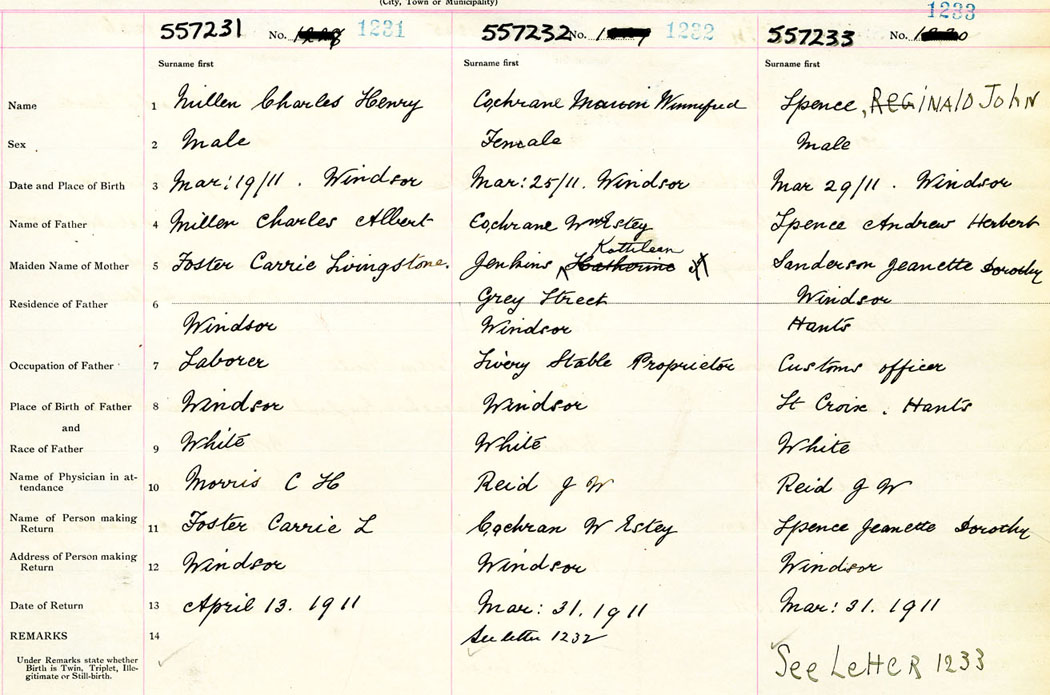 (City, Town or Municipality)
557231 No. 1231 557232 No. 1232 557233 No. 1233
Surname first Surname first Surname first
Name 1 Millen Charles Henry Cochrane Winnifred Spence, REGINALD JOHN
Sex 2 Male Female Male
Date and Place of Birth 3 Mar: 19/11. Windsor Mar: 25/11. Windsor Mar 29/11. Windsor
Name of Father 4 Millen Charles Albert Cochrane Wm Estey Spence Andrew Herbert
Kathleen
Maiden Name of Mother 5 Foster Carrie Livingstone. Jenkins, Katherine Sanderson Jeanette Dorothy
Residence of Father 6 Grey Street Windsor
Windsor Windsor Hants
Occupation of Father 7 Laborer Livery Stable Proprietor Customs officer
Place of Birth of Father 8 Windsor Windsor St Croix. Hants
and
Race of Father 9 White White White
Name of Physician in at-
tendance 10 Morris C H Reid J W Reid J W
Name of Person making
Return 11 Foster Carrie L Cochran W Estey Spence Jeanette Dorothy
Address of Person making
Return 12 Windsor Windsor Windsor
Date of Return 13 April 13. 1911 Mar: 31. 1911 Mar: 31. 1911
REMARKS 14 See letter 1232
Under Remarks state whether
Birth is Twin, Triplet, Ille-
gitimate or Still-birth.
See Letter 1233